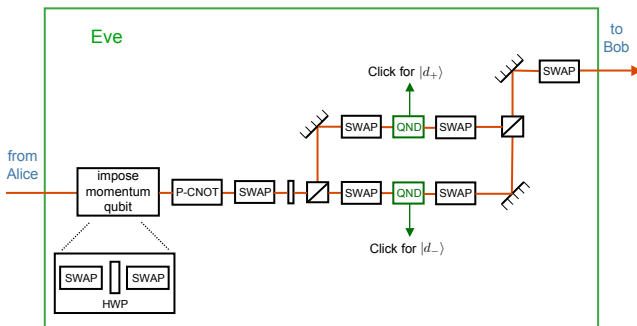 Eve
to
Bob
Click for |d₊⟩
SWAP
SWAP
QND
SWAP
from
Alice
impose
momentum
qubit
P-CNOT
SWAP
SWAP
QND
SWAP
Click for |d₋⟩
SWAP
SWAP
HWP